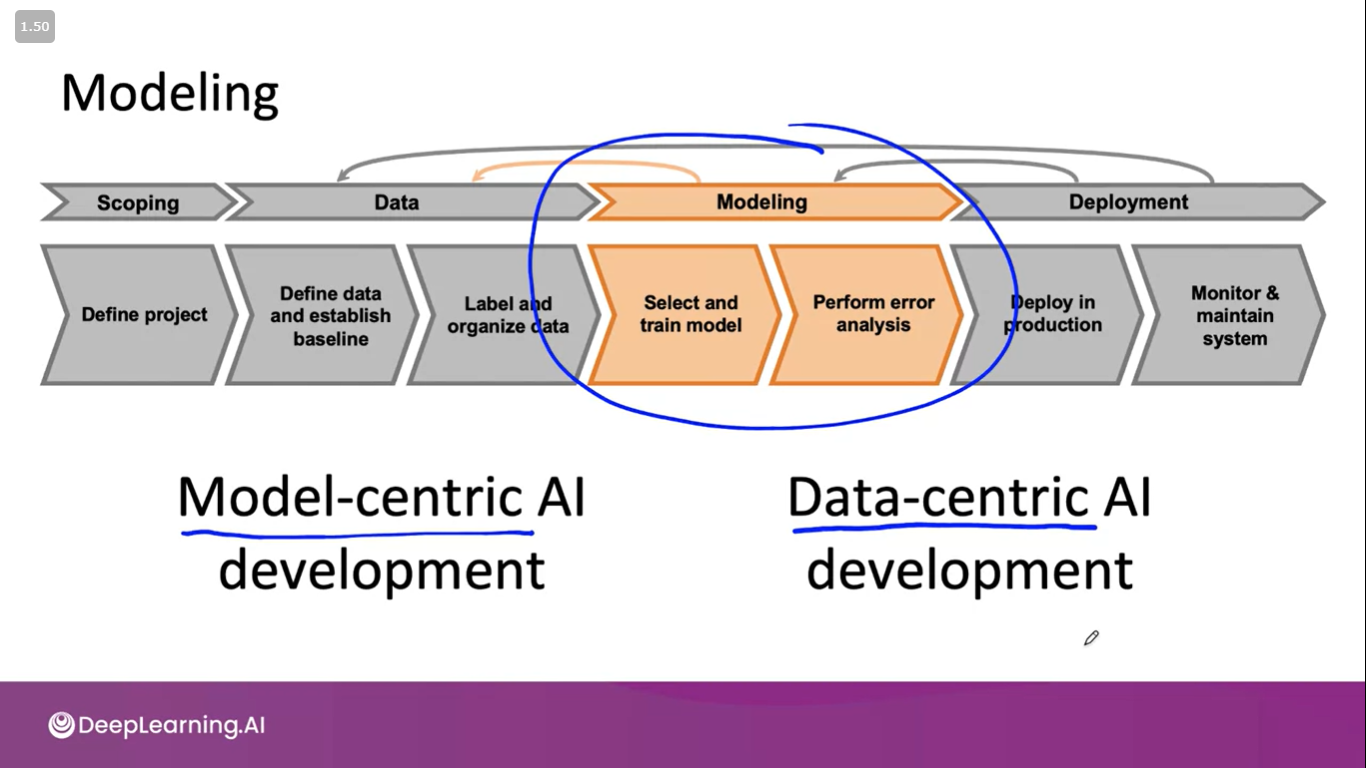 1.50
Modeling
Scoping
Data
Modeling
Deployment
Define project
Define data
and establish
baseline
Label and
organize data
Select and
train model
Perform error
analysis
Deploy in
production
Monitor &
maintain
system
Model-centric AI
development
Data-centric AI
development
DeepLearning.AI